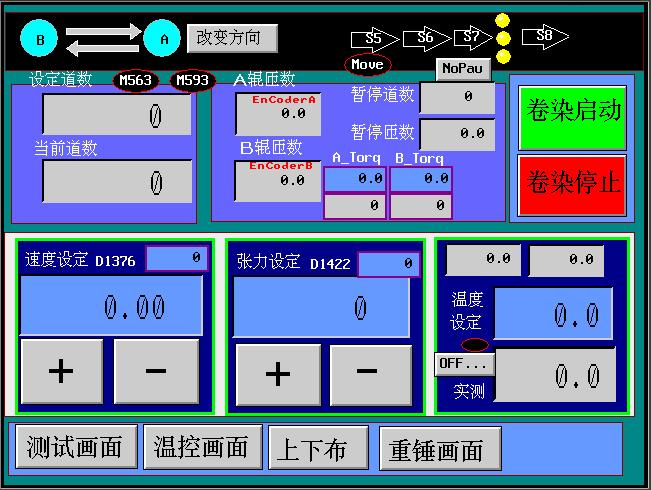 B A 改变方向 S5 S6 S7 S8
Move
NoPau
设定道数 M563 M593
0
当前道数
0
A辊匝数
EnCoderA
0.0
B辊匝数
EnCoderB
0.0
暂停道数 0
暂停匝数 0.0
A_Torq B_Torq
0.0 0.0
0 0
卷染启动
卷染停止
速度设定 D1376 0
0.00
+ −
张力设定 D1422 0
0
+ −
0.0 0.0
温度
设定 0.0
OFF...
实测 0.0
测试画面 温控画面 上下布 重锤画面